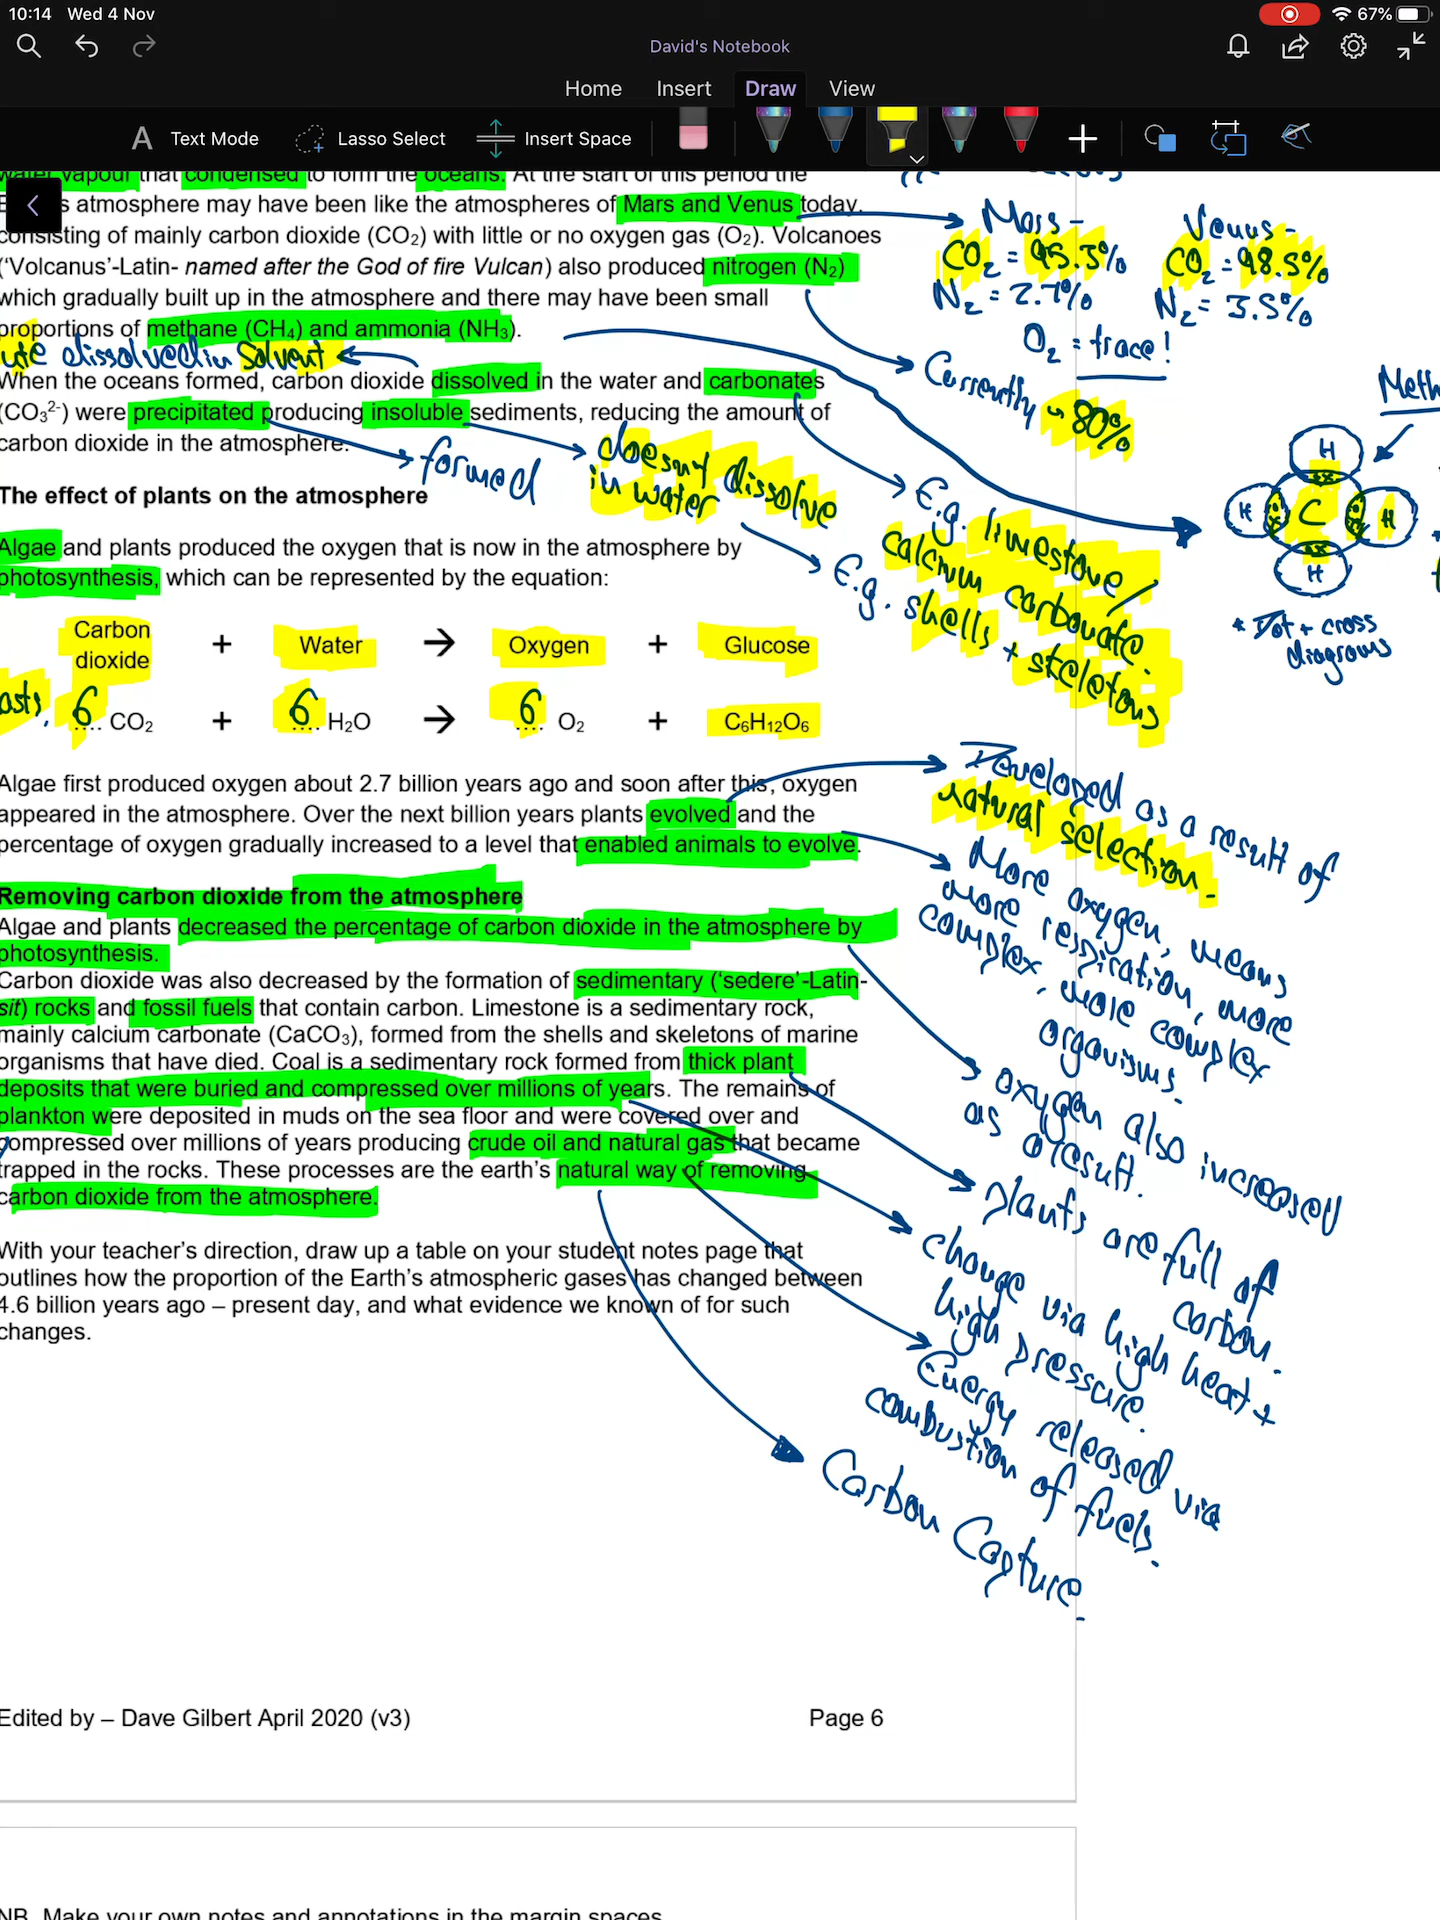 10:14 Wed 4 Nov
67%
David's Notebook
Home Insert Draw View
Text Mode Lasso Select Insert Space
water vapour that condensed to form the oceans. At the start of this period the
s atmosphere may have been like the atmospheres of Mars and Venus today,
consisting of mainly carbon dioxide (CO₂) with little or no oxygen gas (O₂). Volcanoes
('Volcanus'-Latin- named after the God of fire Vulcan) also produced nitrogen (N₂)
which gradually built up in the atmosphere and there may have been small
proportions of methane (CH₄) and ammonia (NH₃).
Mars -
CO₂ = 95.3%
N₂ = 2.7%
Venus -
CO₂ = 98.5%
N₂ = 3.5%
O₂ = trace!
Currently ~ 80%
ute dissolved in Solvent
When the oceans formed, carbon dioxide dissolved in the water and carbonates
(CO₃²⁻) were precipitated producing insoluble sediments, reducing the amount of
carbon dioxide in the atmosphere.
formed
doesn't dissolve
in water
E.g. limestone/
calcium carbonate.
E.g. shells + skeletons
Meth
H
H C H
H
* Dot + cross
diagrams
The effect of plants on the atmosphere
Algae and plants produced the oxygen that is now in the atmosphere by
photosynthesis, which can be represented by the equation:
Carbon dioxide + Water → Oxygen + Glucose
asts, 6 .... CO₂ + 6 .... H₂O → 6 .... O₂ + C₆H₁₂O₆
Algae first produced oxygen about 2.7 billion years ago and soon after this, oxygen
appeared in the atmosphere. Over the next billion years plants evolved and the
percentage of oxygen gradually increased to a level that enabled animals to evolve.
Developed as a result of
natural selection.
More oxygen, means
more respiration, more
complex, more complex
organisms.
Removing carbon dioxide from the atmosphere
Algae and plants decreased the percentage of carbon dioxide in the atmosphere by
photosynthesis.
Carbon dioxide was also decreased by the formation of sedimentary ('sedere'-Latin-
sit) rocks and fossil fuels that contain carbon. Limestone is a sedimentary rock,
mainly calcium carbonate (CaCO₃), formed from the shells and skeletons of marine
organisms that have died. Coal is a sedimentary rock formed from thick plant
deposits that were buried and compressed over millions of years. The remains of
plankton were deposited in muds on the sea floor and were covered over and
compressed over millions of years producing crude oil and natural gas that became
trapped in the rocks. These processes are the earth's natural way of removing
carbon dioxide from the atmosphere.
oxygen also increased
as a result.
plants are full of
carbon.
change via high heat +
high pressure.
Energy released via
combustion of fuels.
Carbon Capture
With your teacher's direction, draw up a table on your student notes page that
outlines how the proportion of the Earth's atmospheric gases has changed between
4.6 billion years ago – present day, and what evidence we known of for such
changes.
Edited by – Dave Gilbert April 2020 (v3) Page 6
NB. Make your own notes and annotations in the margin spaces